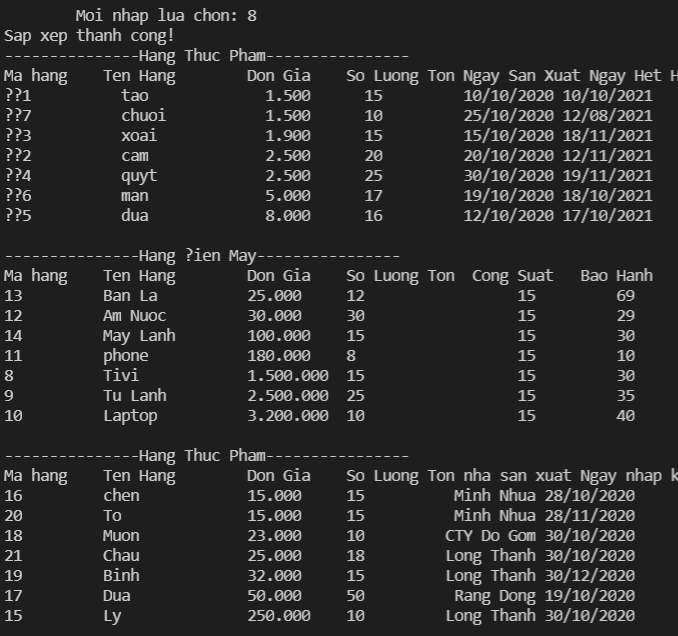 Moi nhap lua chon: 8
Sap xep thanh cong!
---------------Hang Thuc Pham----------------
Ma hang Ten Hang Don Gia So Luong Ton Ngay San Xuat Ngay Het H
??1 tao 1.500 15 10/10/2020 10/10/2021
??7 chuoi 1.500 10 25/10/2020 12/08/2021
??3 xoai 1.900 15 15/10/2020 18/11/2021
??2 cam 2.500 20 20/10/2020 12/11/2021
??4 quyt 2.500 25 30/10/2020 19/11/2021
??6 man 5.000 17 19/10/2020 18/10/2021
??5 dua 8.000 16 12/10/2020 17/10/2021
---------------Hang ?ien May----------------
Ma hang Ten Hang Don Gia So Luong Ton Cong Suat Bao Hanh
13 Ban La 25.000 12 15 69
12 Am Nuoc 30.000 30 15 29
14 May Lanh 100.000 15 15 30
11 phone 180.000 8 15 10
8 Tivi 1.500.000 15 15 30
9 Tu Lanh 2.500.000 25 15 35
10 Laptop 3.200.000 10 15 40
---------------Hang Thuc Pham----------------
Ma hang Ten Hang Don Gia So Luong Ton nha san xuat Ngay nhap k
16 chen 15.000 15 Minh Nhua 28/10/2020
20 To 15.000 15 Minh Nhua 28/11/2020
18 Muon 23.000 10 CTY Do Gom 30/10/2020
21 Chau 25.000 18 Long Thanh 30/10/2020
19 Binh 32.000 15 Long Thanh 30/12/2020
17 Dua 50.000 50 Rang Dong 19/10/2020
15 Ly 250.000 10 Long Thanh 30/10/2020